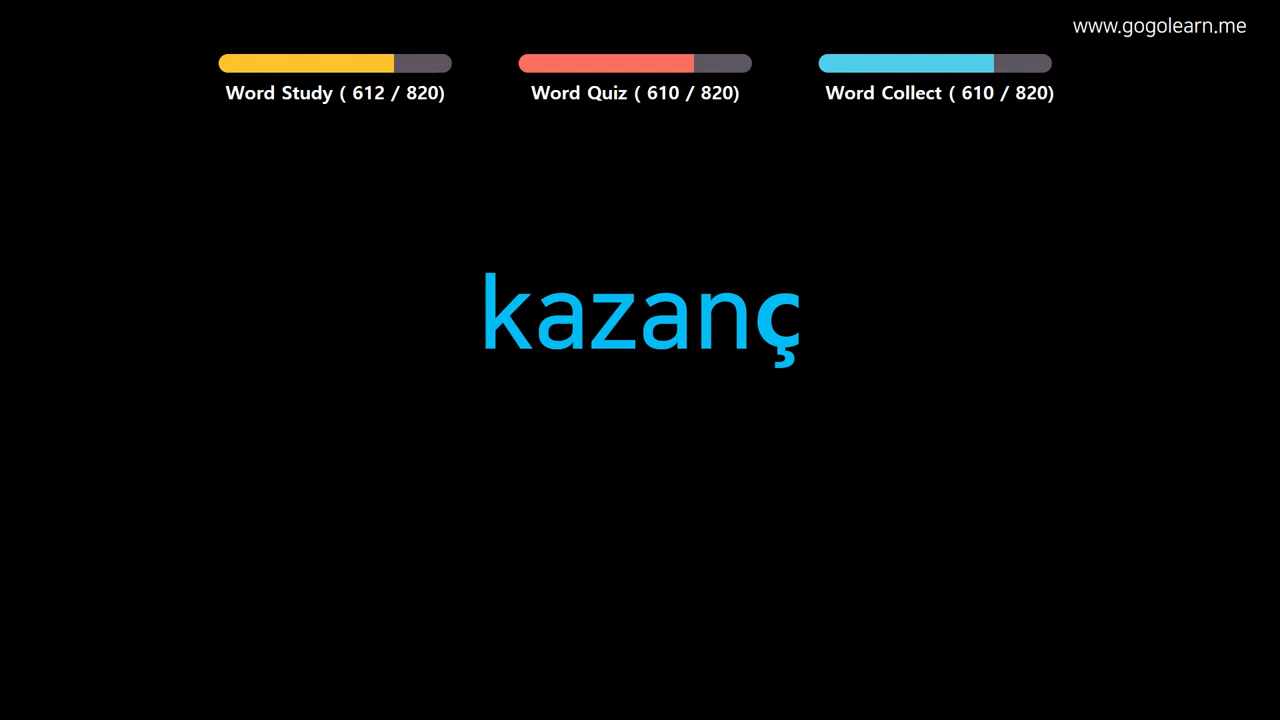 www.gogolearn.me
Word Study ( 612 / 820)
Word Quiz ( 610 / 820)
Word Collect ( 610 / 820)
kazanç